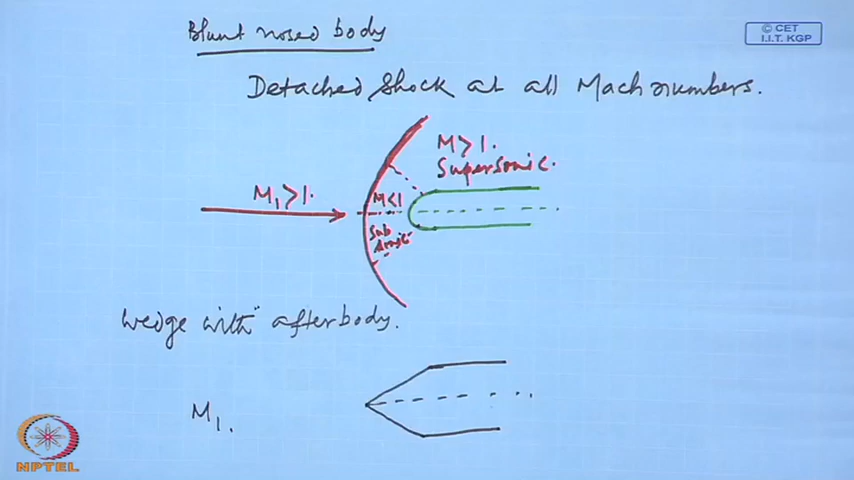 Blunt nosed body
© CET
I.I.T. KGP
Detached Shock at all Mach numbers.
M > 1.
Supersonic.
M₁ > 1.
M < 1
Sub
sonic
Wedge with afterbody.
M₁.
NPTEL